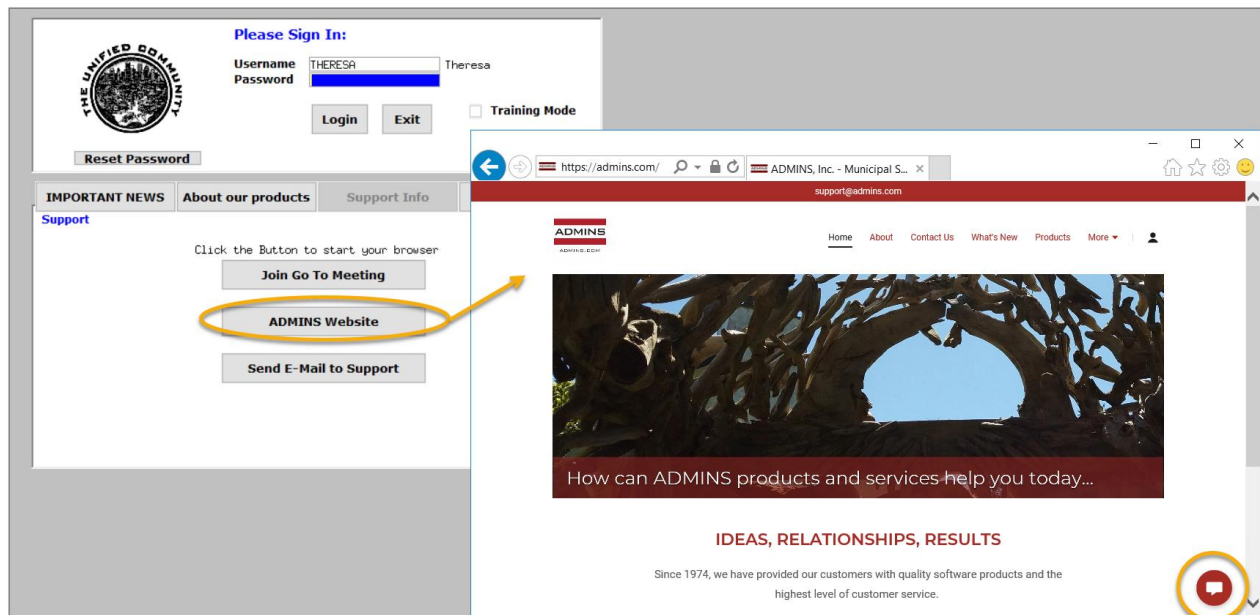 THE UNIFIED COMMUNITY
Please Sign In:
Username THERESA Theresa
Password
Login Exit Training Mode
Reset Password
IMPORTANT NEWS About our products Support Info
Support
Click the Button to start your browser
Join Go To Meeting
ADMINS Website
Send E-Mail to Support
https://admins.com/ ADMINS, Inc. - Municipal S...
support@admins.com
ADMINS
ADMINS.COM
Home About Contact Us What's New Products More
How can ADMINS products and services help you today...
IDEAS, RELATIONSHIPS, RESULTS
Since 1974, we have provided our customers with quality software products and the
highest level of customer service.